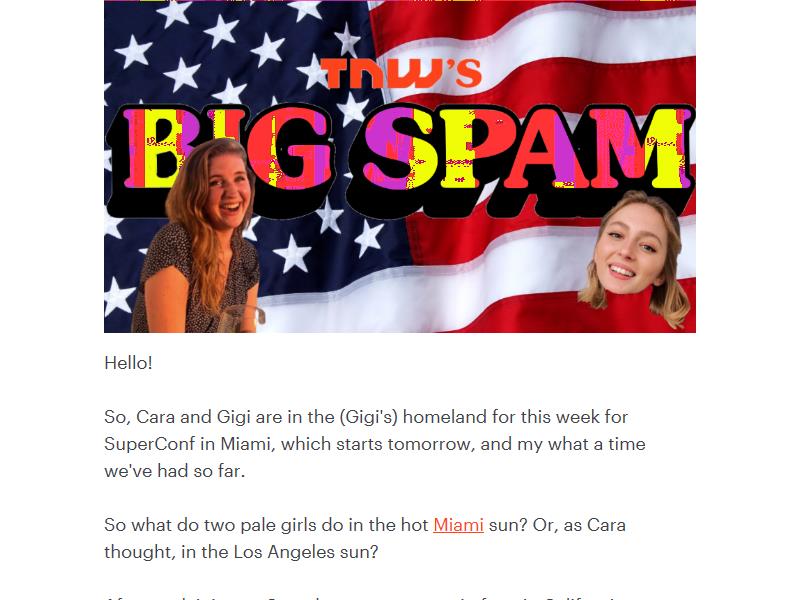 TNW'S
BIG SPAM
Hello!
So, Cara and Gigi are in the (Gigi's) homeland for this week for
SuperConf in Miami, which starts tomorrow, and my what a time
we've had so far.
So what do two pale girls do in the hot Miami sun? Or, as Cara
thought, in the Los Angeles sun?